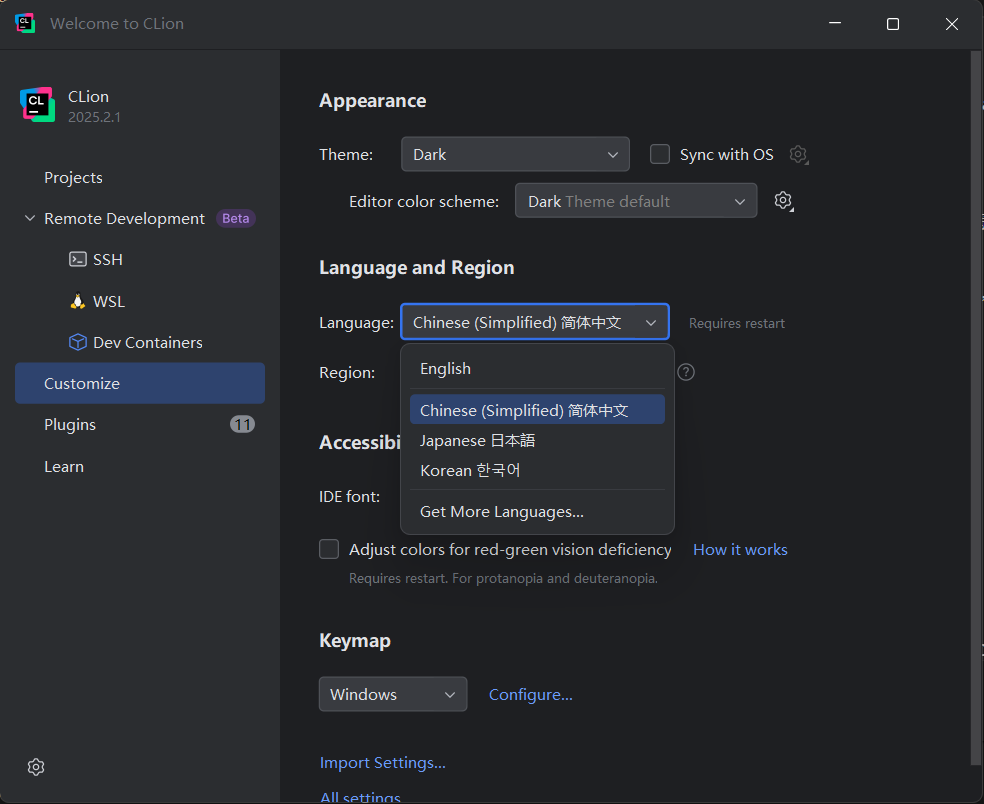 Welcome to CLion
CLion
2025.2.1
Projects
Remote Development Beta
SSH
WSL
Dev Containers
Customize
Plugins 11
Learn
Appearance
Theme: Dark Sync with OS
Editor color scheme: Dark Theme default
Language and Region
Language: Chinese (Simplified) 简体中文 Requires restart
Region:
English
Chinese (Simplified) 简体中文
Japanese 日本語
Korean 한국어
Get More Languages...
Accessibi
IDE font:
Adjust colors for red-green vision deficiency How it works
Requires restart. For protanopia and deuteranopia.
Keymap
Windows Configure...
Import Settings...
All settings